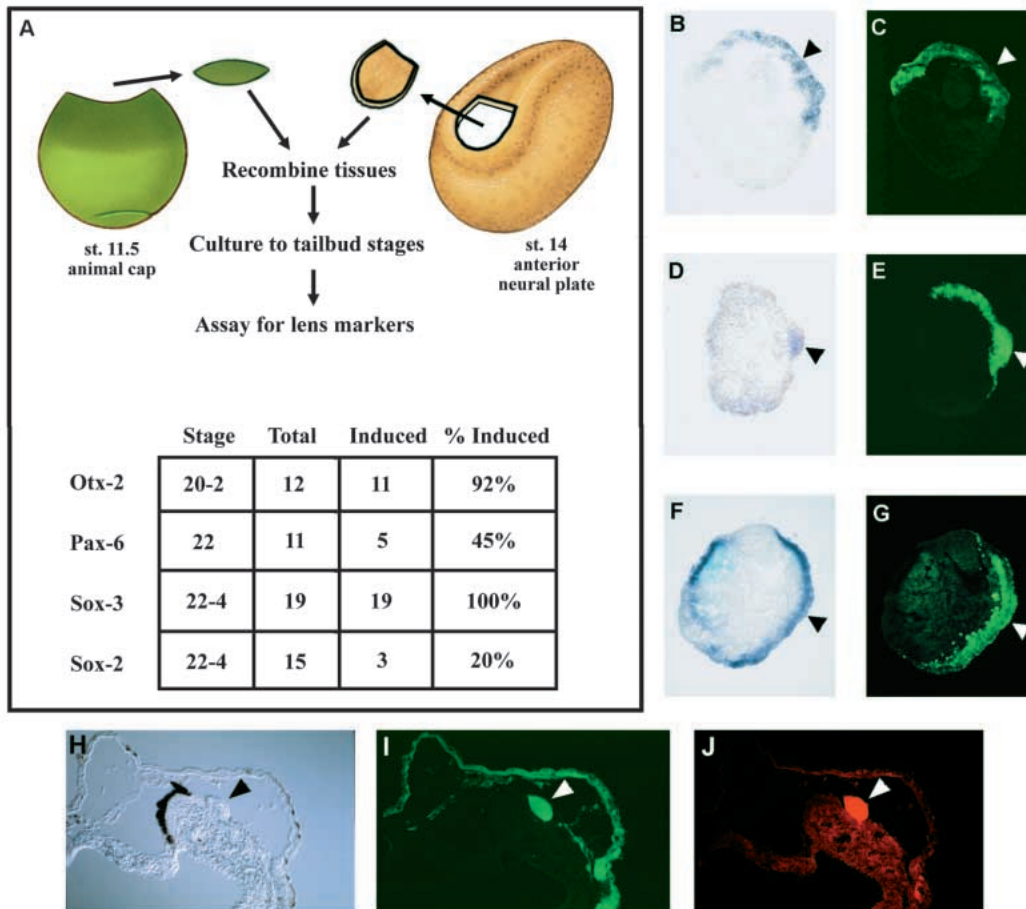 A
st. 11.5
animal cap
st. 14
anterior
neural plate
Recombine tissues
Culture to tailbud stages
Assay for lens markers
Stage Total Induced % Induced
Otx-2 20-2 12 11 92%
Pax-6 22 11 5 45%
Sox-3 22-4 19 19 100%
Sox-2 22-4 15 3 20%
B
C
D
E
F
G
H
I
J